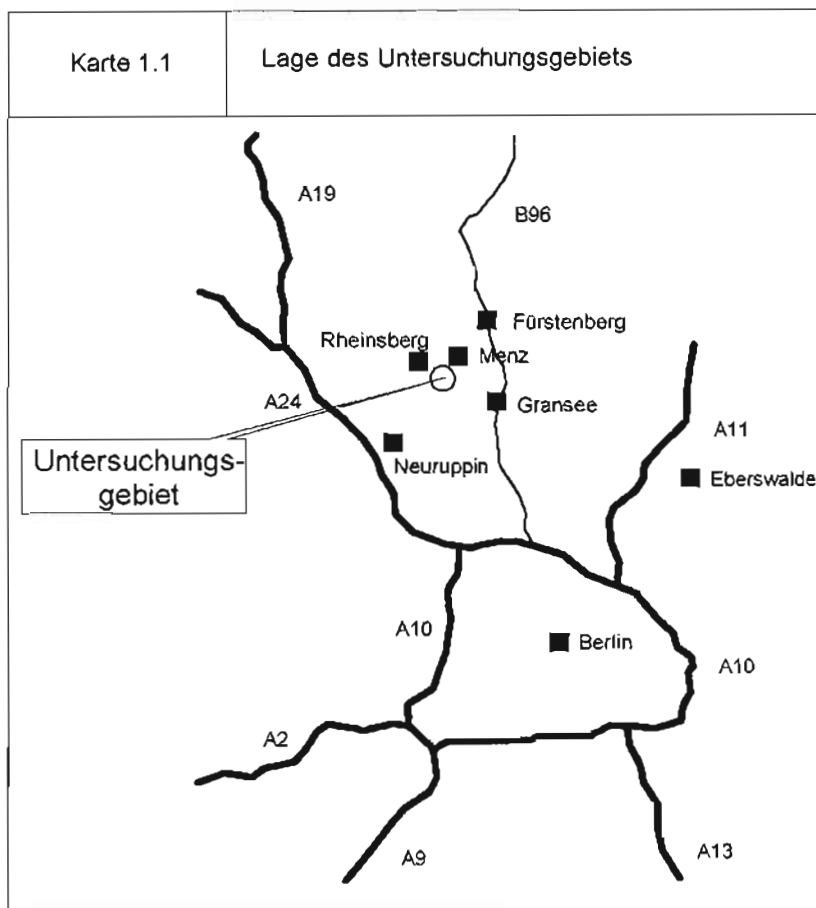 Karte 1.1
Lage des Untersuchungsgebiets
A19
B96
Fürstenberg
Rheinsberg
Menz
A24
Gransee
A11
Untersuchungs-
gebiet
Neuruppin
Eberswalde
A10
Berlin
A10
A2
A9
A13